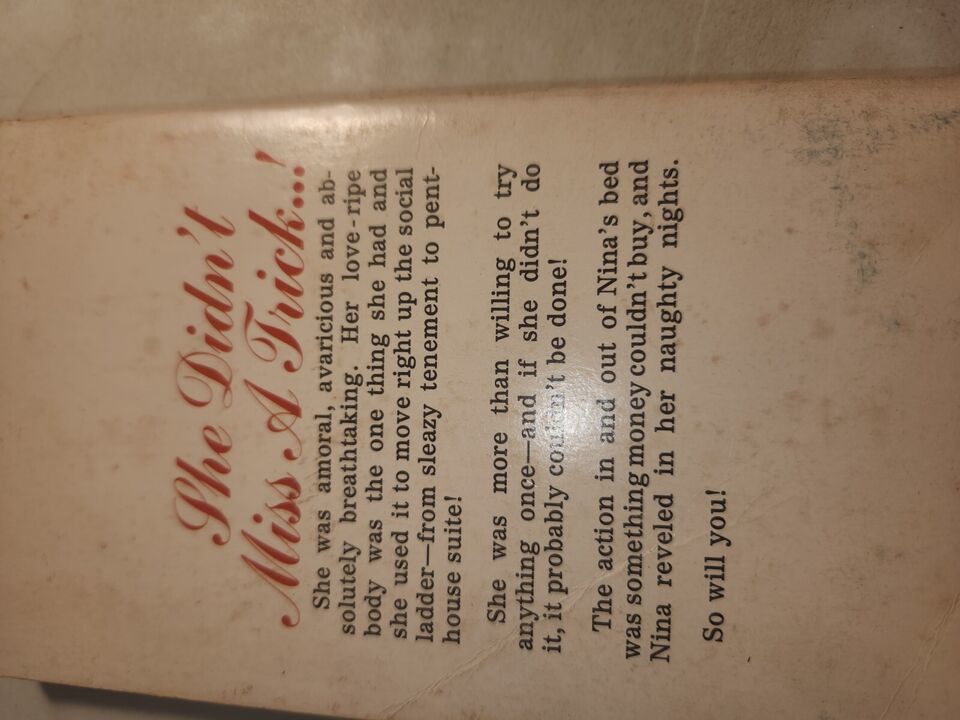 She Didn't
Miss A Trick...!
She was amoral, avaricious and ab-
solutely breathtaking. Her love-ripe
body was the one thing she had and
she used it to move right up the social
ladder—from sleazy tenement to pent-
house suite!
She was more than willing to try
anything once—and if she didn't do
it, it probably couldn't be done!
The action in and out of Nina's bed
was something money couldn't buy, and
Nina reveled in her naughty nights.
So will you!